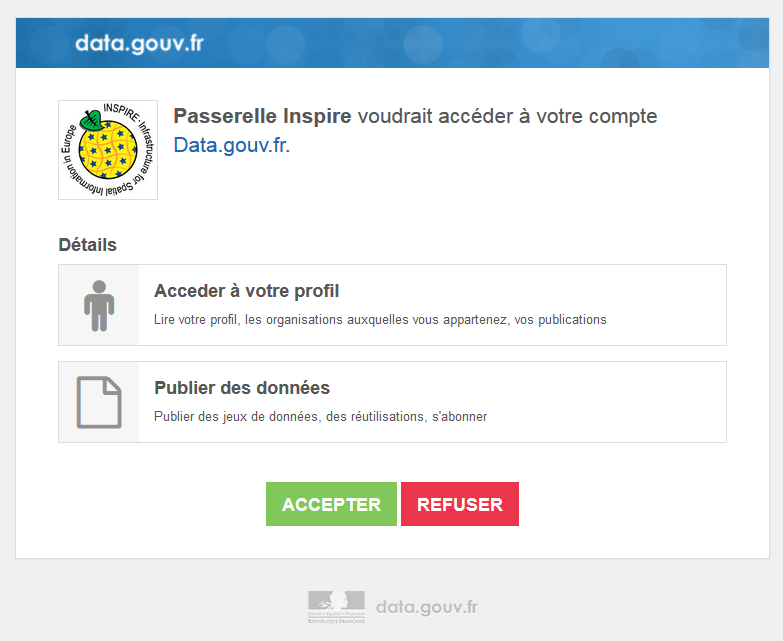 data.gouv.fr
INSPIRE: Infrastructure for Spatial Information in Europe
Passerelle Inspire voudrait accéder à votre compte
Data.gouv.fr.
Détails
Acceder à votre profil
Lire votre profil, les organisations auxquelles vous appartenez, vos publications
Publier des données
Publier des jeux de données, des réutilisations, s'abonner
ACCEPTER REFUSER
Liberté • Égalité • Fraternité
RÉPUBLIQUE FRANÇAISE
data.gouv.fr